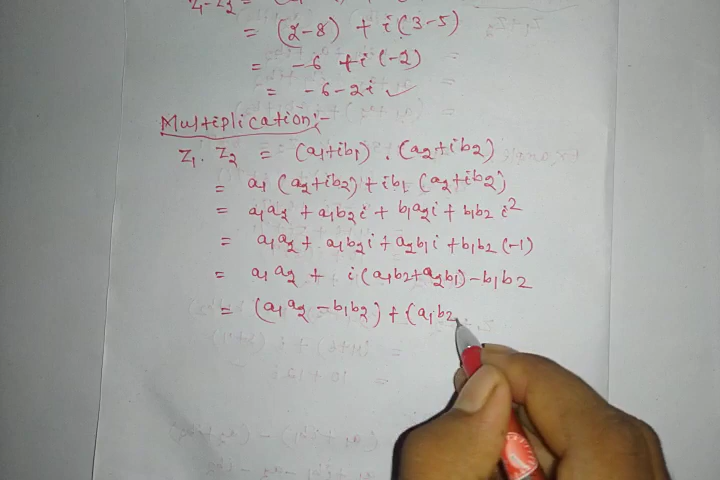 = (2-8) + i(3-5)
= -6 + i(-2)
= -6-2i ✓
Multiplication:-
Z₁ . Z₂ = (a₁+ib₁) . (a₂+ib₂)
= a₁ (a₂+ib₂) + ib₁ (a₂+ib₂)
= a₁a₂ + a₁b₂i + b₁a₂i + b₁b₂ i²
= a₁a₂ + a₁b₂i + a₂b₁i + b₁b₂ (-1)
= a₁a₂ + i(a₁b₂+a₂b₁) - b₁b₂
= (a₁a₂ - b₁b₂) + (a₁b₂